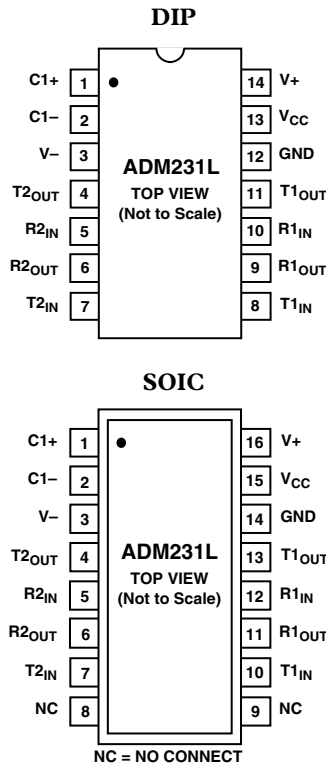 DIP
C1+ 1 14 V+
C1– 2 13 VCC
V– 3 12 GND
ADM231L
T2OUT 4 TOP VIEW 11 T1OUT
(Not to Scale)
R2IN 5 10 R1IN
R2OUT 6 9 R1OUT
T2IN 7 8 T1IN
SOIC
C1+ 1 16 V+
C1– 2 15 VCC
V– 3 14 GND
T2OUT 4 ADM231L 13 T1OUT
TOP VIEW
R2IN 5 (Not to Scale) 12 R1IN
R2OUT 6 11 R1OUT
T2IN 7 10 T1IN
NC 8 9 NC
NC = NO CONNECT